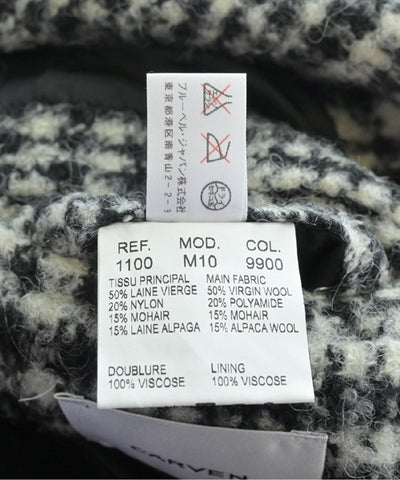 ブルーベル・ジャパン株式会社
東京都港区南青山2-2-3
REF. MOD. COL.
1100 M10 9900
TISSU PRINCIPAL MAIN FABRIC
50% LAINE VIERGE 50% VIRGIN WOOL
20% NYLON 20% POLYAMIDE
15% MOHAIR 15% MOHAIR
15% LAINE ALPAGA 15% ALPACA WOOL
DOUBLURE LINING
100% VISCOSE 100% VISCOSE
CARVEN